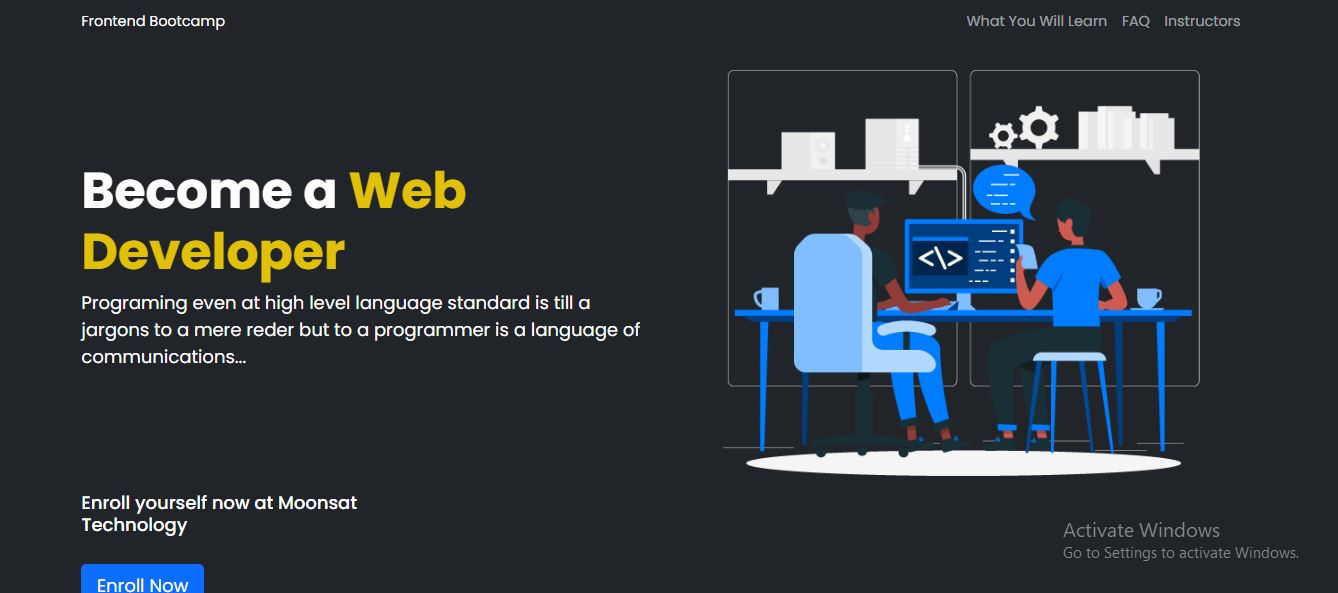 Frontend Bootcamp
What You Will Learn FAQ Instructors
Become a Web
Developer
Programing even at high level language standard is till a
jargons to a mere reder but to a programmer is a language of
communications...
</>
Enroll yourself now at Moonsat
Technology
Enroll Now
Activate Windows
Go to Settings to activate Windows.